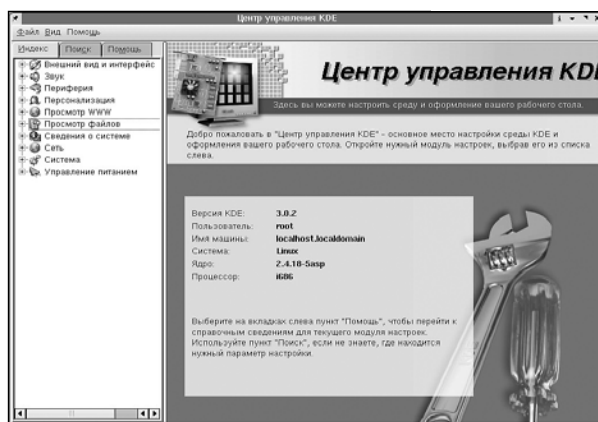 Центр управления KDE
Файл Вид Помощь
Индекс Поиск Помощь
Внешний вид и интерфейс
Звук
Периферия
Персонализация
Просмотр WWW
Просмотр файлов
Сведения о системе
Сеть
Система
Управление питанием
Центр управления KDE
Здесь вы можете настроить среду и оформление вашего рабочего стола.
Добро пожаловать в "Центр управления KDE" – основное место настройки среды KDE и
оформления вашего рабочего стола. Откройте нужный модуль настроек, выбрав его из списка
слева.
Версия KDE: 3.0.2
Пользователь: root
Имя машины: localhost.localdomain
Система: Linux
Ядро: 2.4.18-5asp
Процессор: i686
Выберите на вкладках слева пункт "Помощь", чтобы перейти к
справочным сведениям для текущего модуля настроек.
Используйте пункт "Поиск", если не знаете, где находится
нужный параметр настройки.